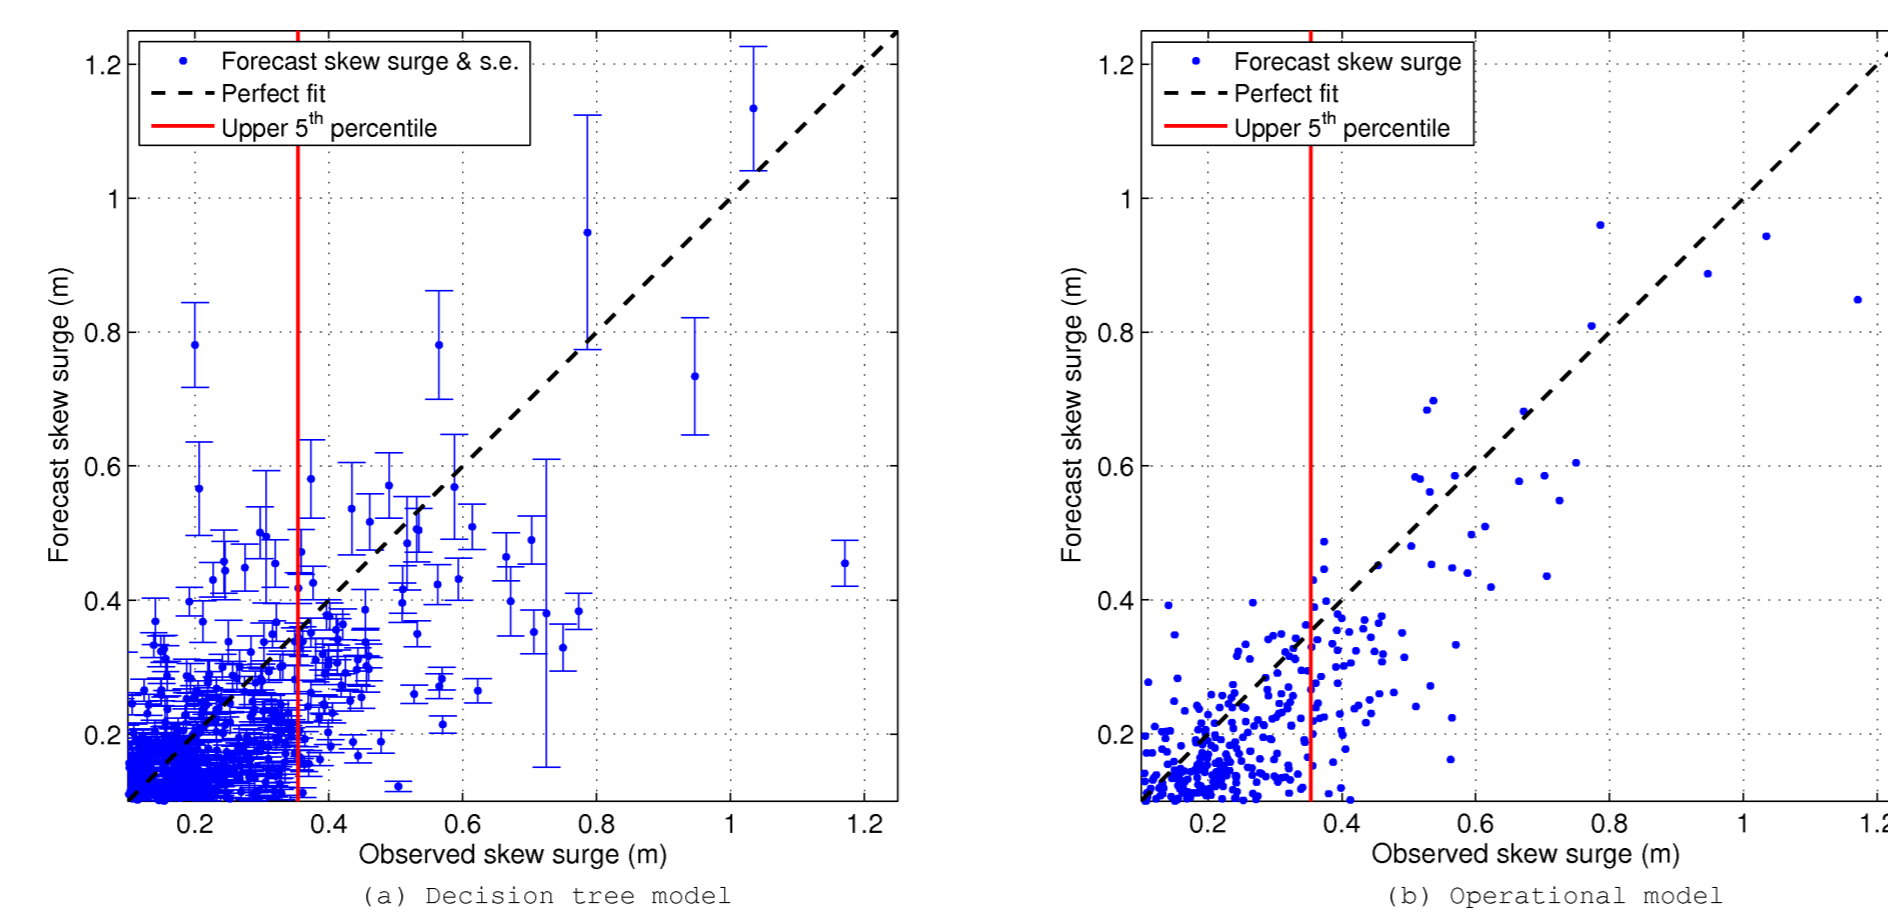 Forecast skew surge & s.e.
Perfect fit
Upper 5th percentile
1.2
1
0.8
0.6
0.4
0.2
Forecast skew surge (m)
0.2 0.4 0.6 0.8 1 1.2
Observed skew surge (m)
(a) Decision tree model
Forecast skew surge
Perfect fit
Upper 5th percentile
1.2
1
0.8
0.6
0.4
0.2
Forecast skew surge (m)
0.2 0.4 0.6 0.8 1 1.2
Observed skew surge (m)
(b) Operational model